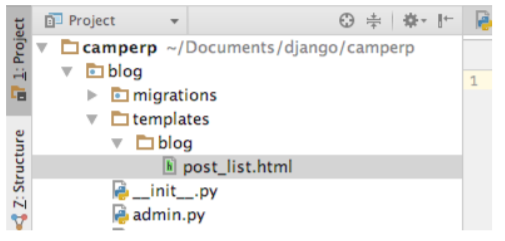 Project
1: Project
camperp ~/Documents/django/camperp
blog
migrations
templates
blog
post_list.html
__init__.py
admin.py
Z: Structure
1